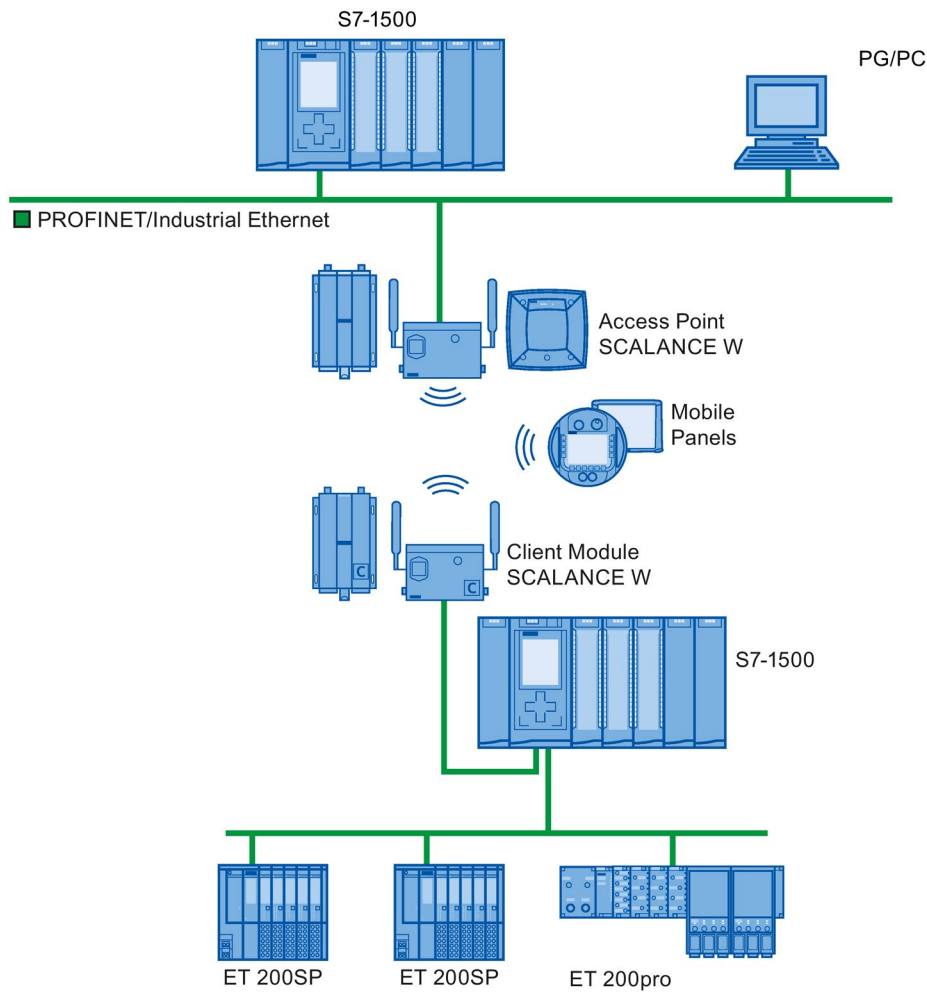 S7-1500
PG/PC
PROFINET/Industrial Ethernet
Access Point
SCALANCE W
Mobile
Panels
C
Client Module
SCALANCE W
C
S7-1500
ET 200SP
ET 200SP
ET 200pro